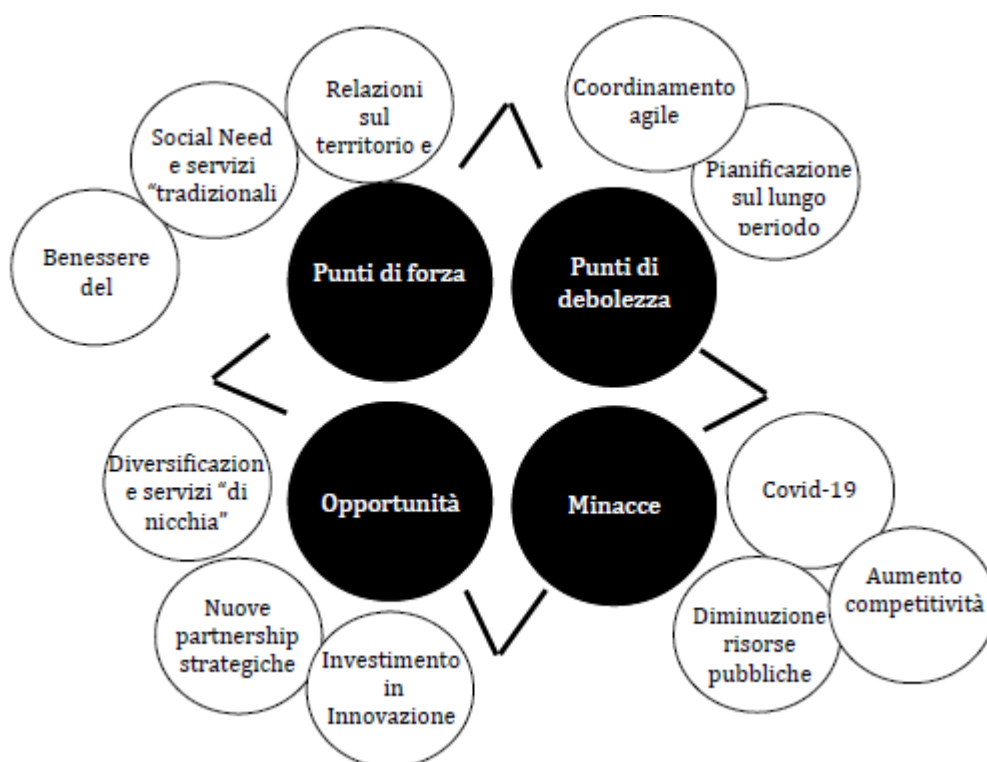 Relazioni
sul
territorio e
Social Need
e servizi
“tradizionali
Benessere
del
Punti di forza
Coordinamento
agile
Pianificazione
sul lungo
periodo
Punti di
debolezza
Diversificazion
e servizi “di
nicchia”
Nuove
partnership
strategiche
Investimento
in
Innovazione
Opportunità
Minacce
Covid-19
Aumento
competitività
Diminuzione
risorse
pubbliche